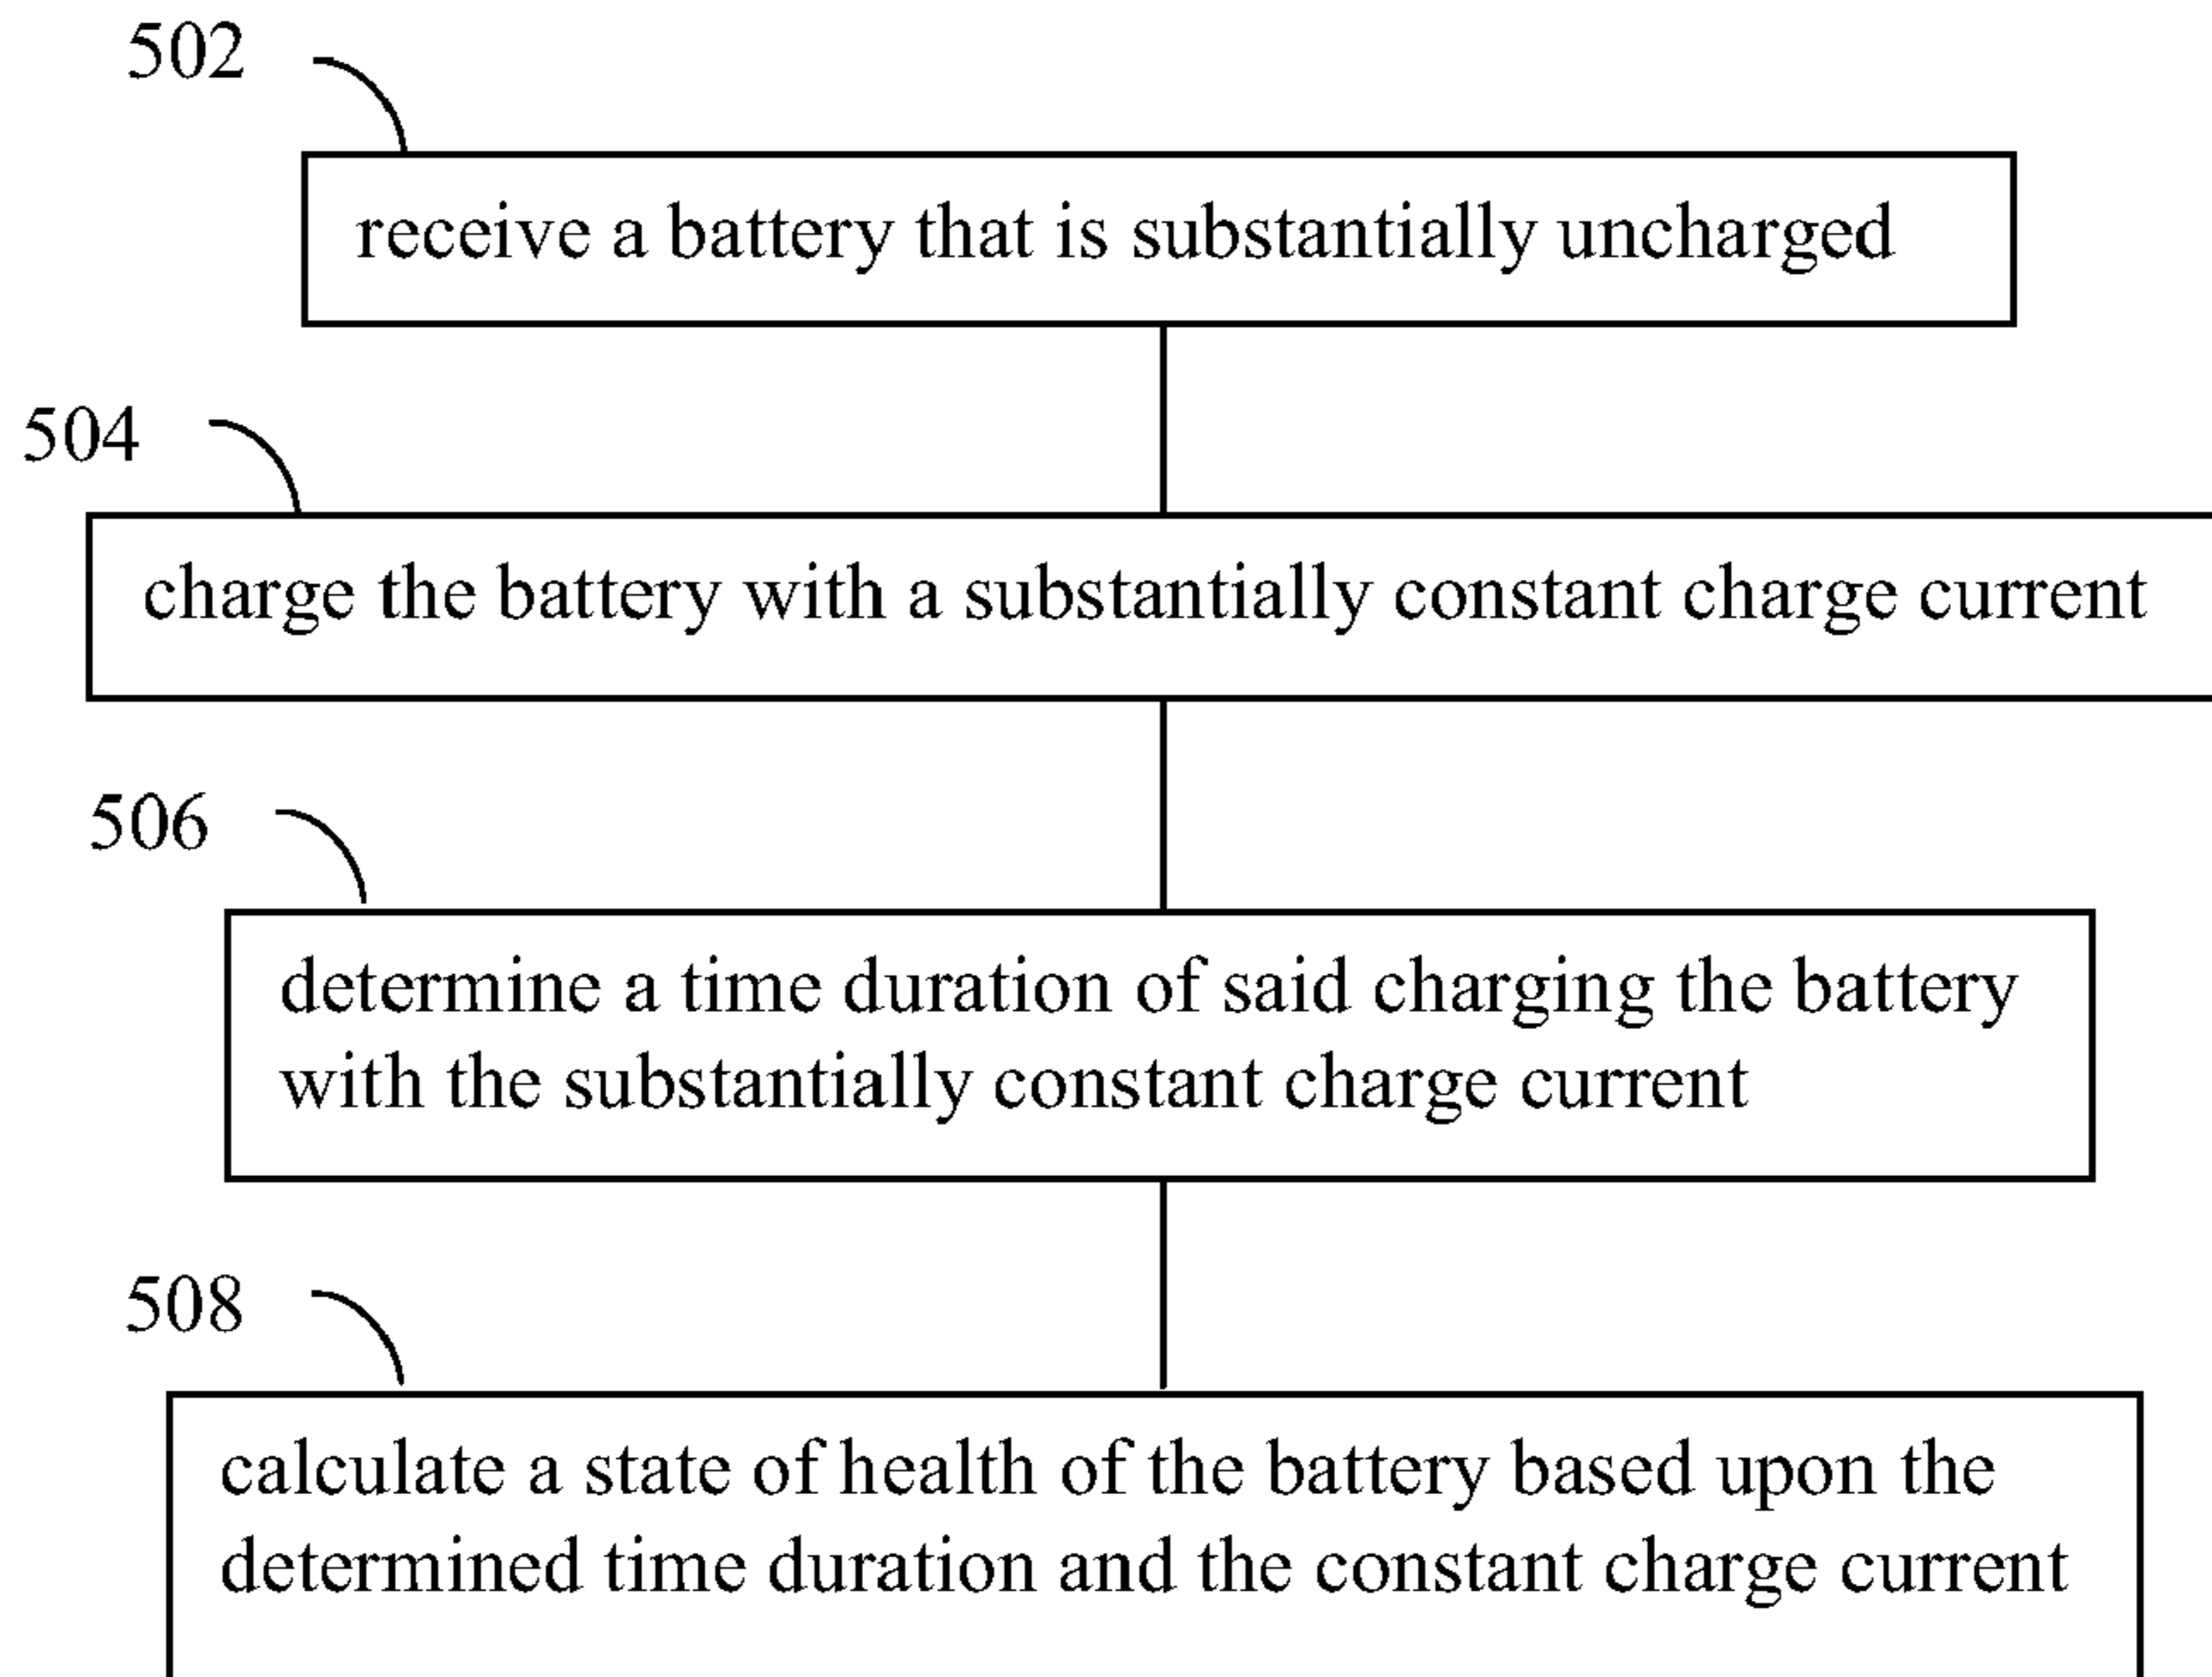 502
receive a battery that is substantially uncharged
504
charge the battery with a substantially constant charge current
506
determine a time duration of said charging the battery
with the substantially constant charge current
508
calculate a state of health of the battery based upon the
determined time duration and the constant charge current